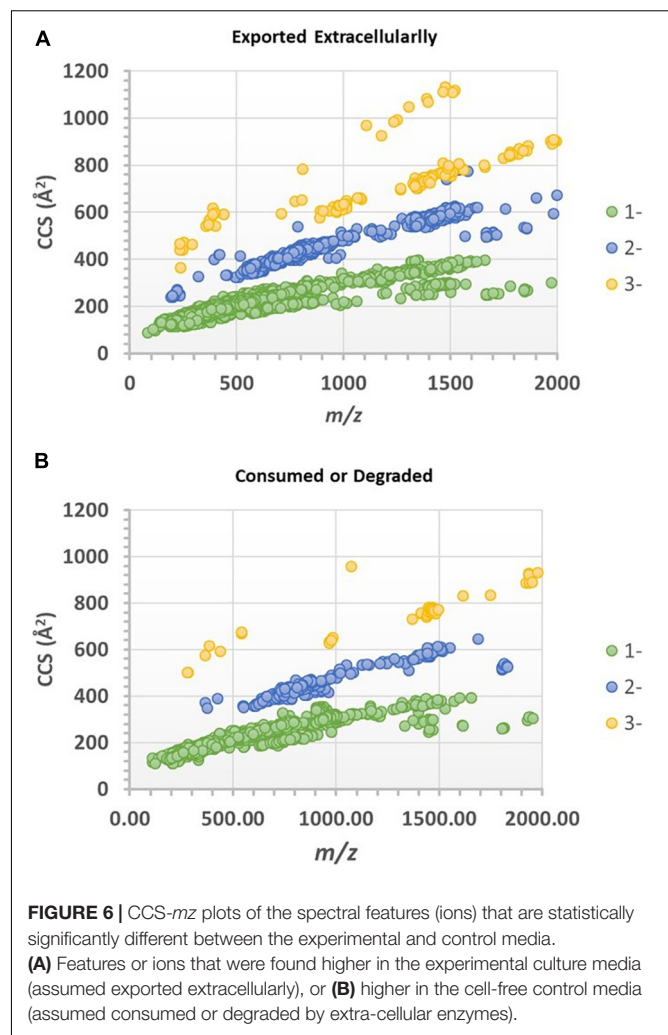 A
Exported Extracellularlly
1200
1000
800
600
400
200
0
CCS (Å²)
0 500 1000 1500 2000
m/z
1-
2-
3-
B
Consumed or Degraded
1200
1000
800
600
400
200
0
CCS (Å²)
0.00 500.00 1000.00 1500.00 2000.00
m/z
1-
2-
3-
FIGURE 6 | CCS-mz plots of the spectral features (ions) that are statistically
significantly different between the experimental and control media.
(A) Features or ions that were found higher in the experimental culture media
(assumed exported extracellularly), or (B) higher in the cell-free control media
(assumed consumed or degraded by extra-cellular enzymes).